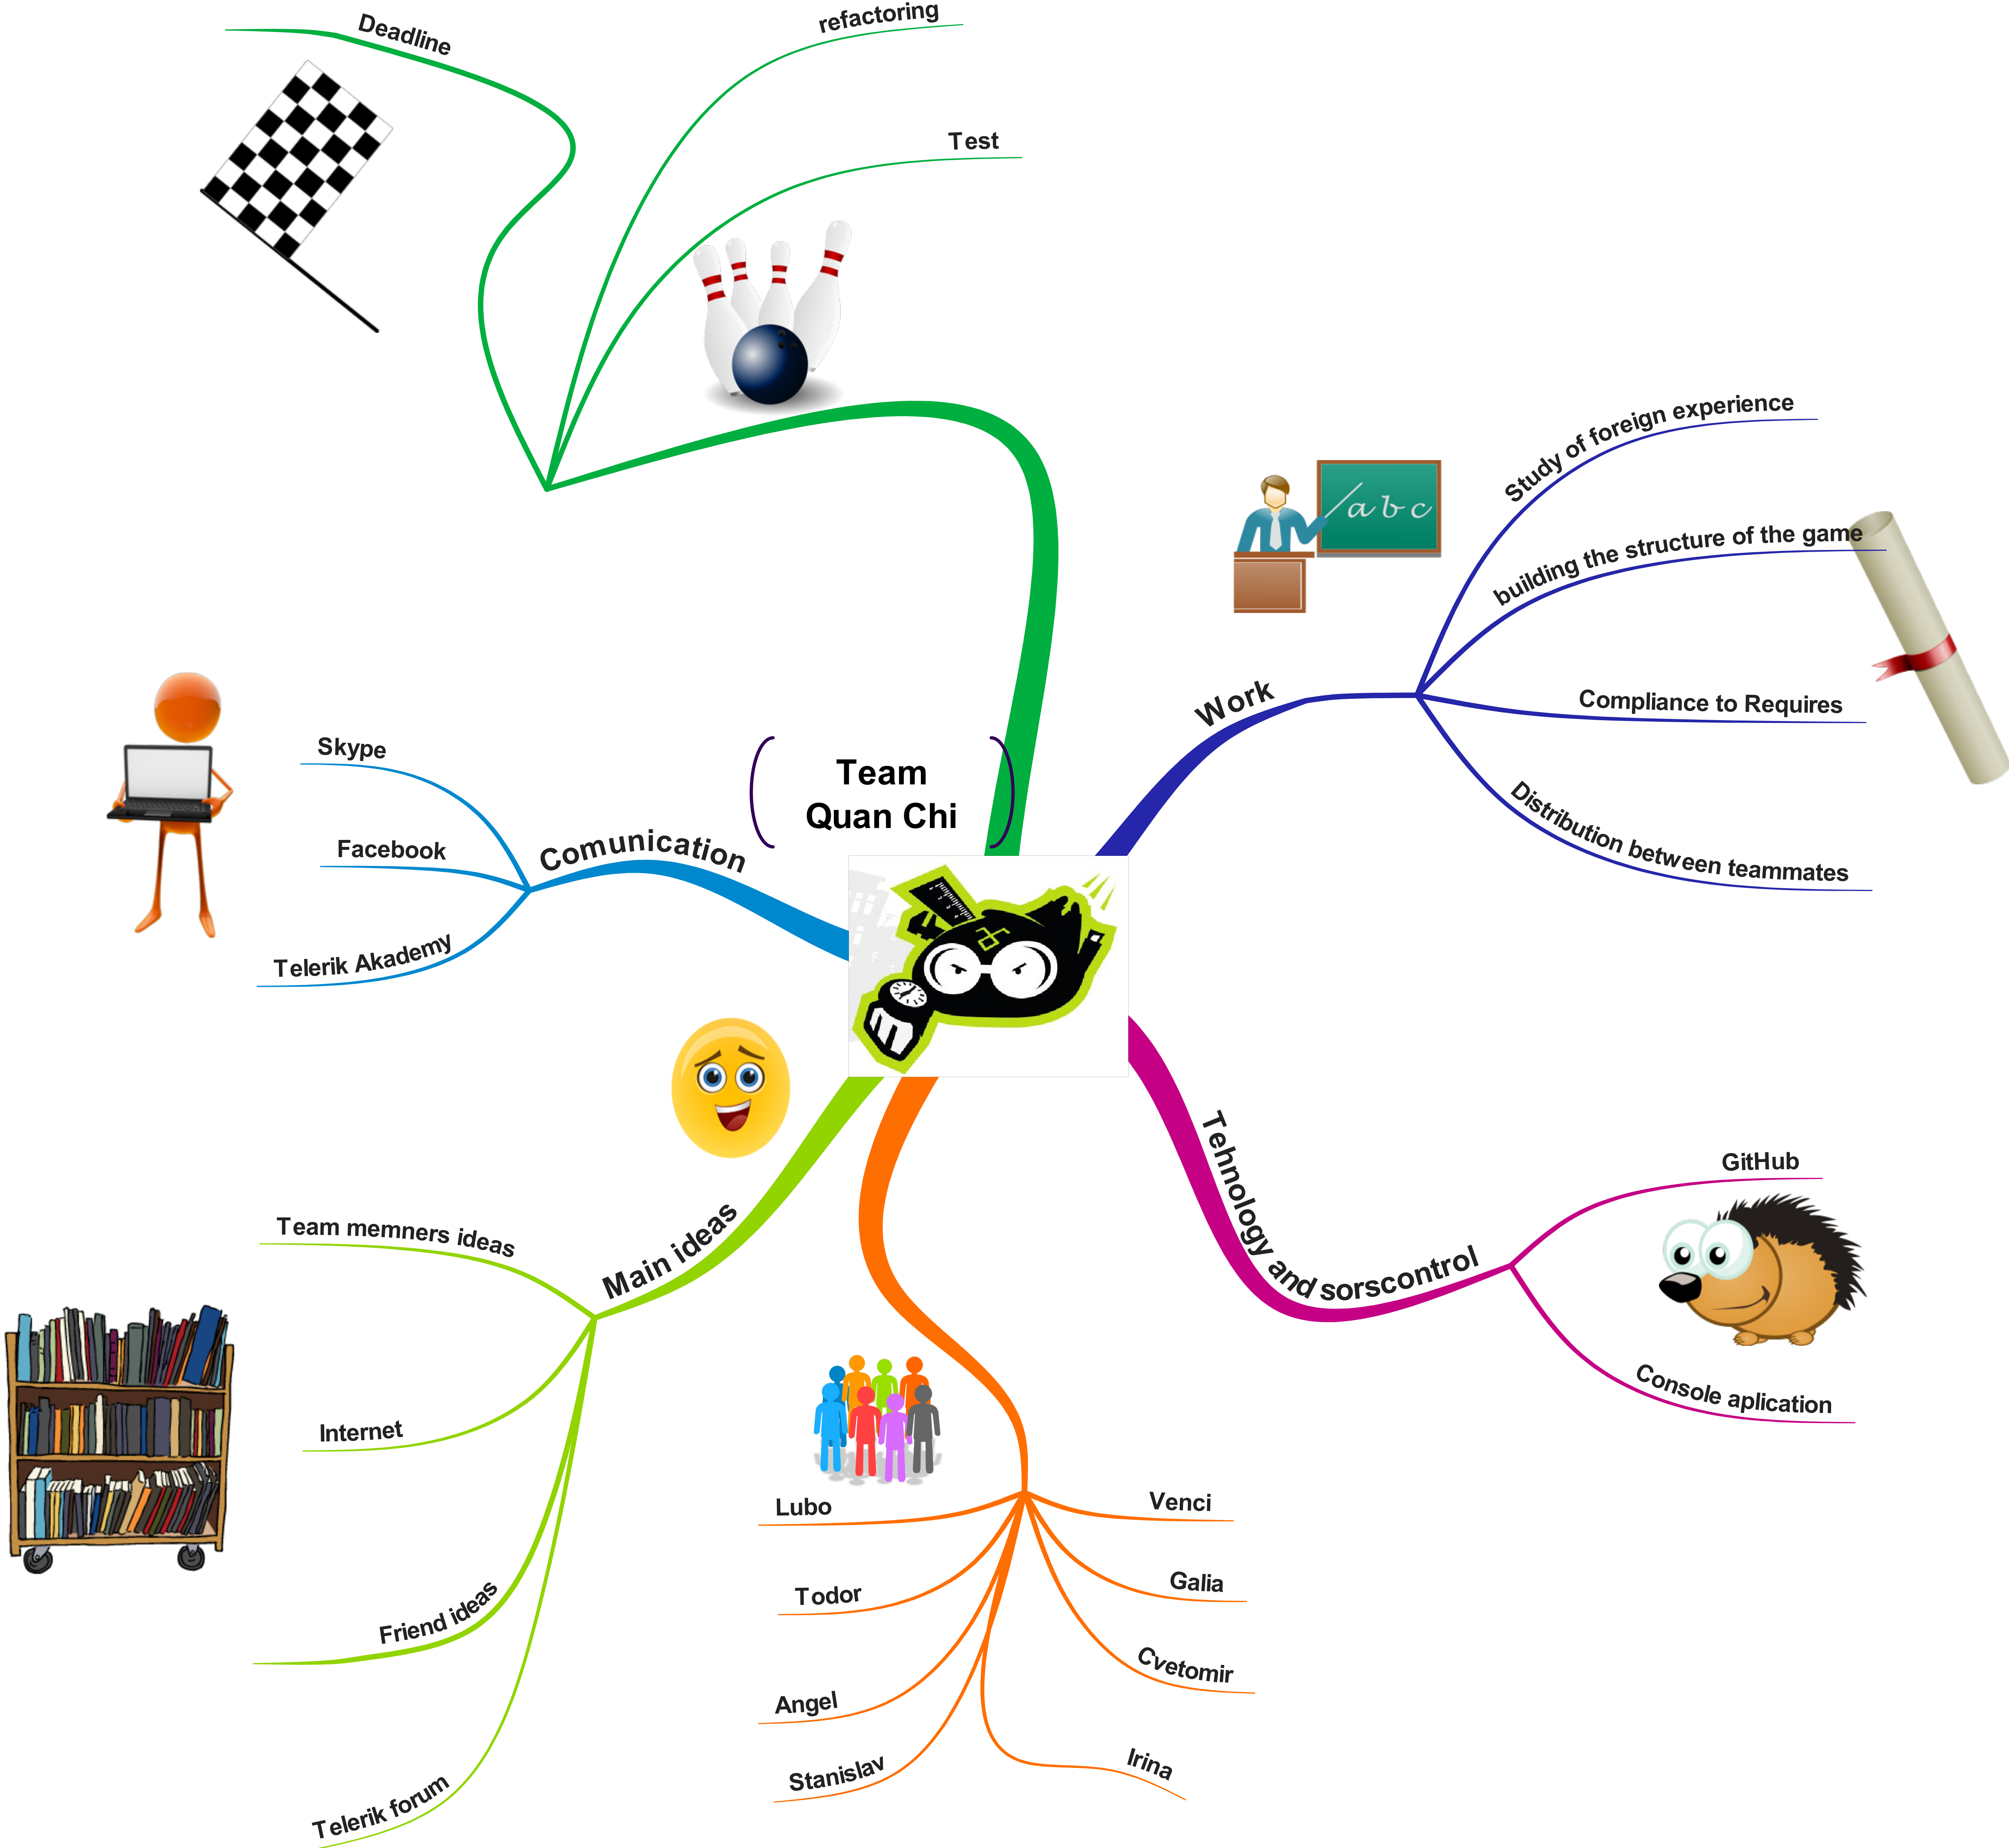 Deadline
refactoring
Test
Study of foreign experience
building the structure of the game
Compliance to Requires
Distribution between teammates
Work
abc
Team
Quan Chi
Skype
Facebook
Telerik Akademy
Comunication
Tehnology and sorscontrol
GitHub
Console aplication
Main ideas
Team memners ideas
Internet
Friend ideas
Telerik forum
Lubo
Todor
Angel
Stanislav
Venci
Galia
Cvetomir
Irina